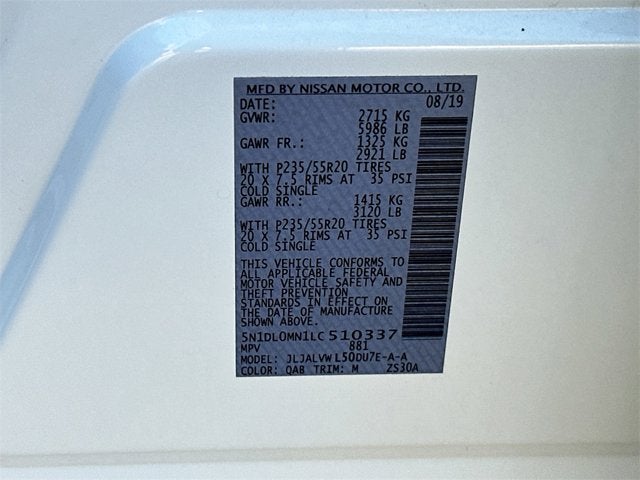 MFD BY NISSAN MOTOR CO., LTD.
DATE: 08/19
GVWR: 2715 KG
5986 LB
GAWR FR.: 1325 KG
2921 LB
WITH P235/55R20 TIRES
20 X 7.5 RIMS AT 35 PSI
COLD SINGLE
GAWR RR.: 1415 KG
3120 LB
WITH P235/55R20 TIRES
20 X 7.5 RIMS AT 35 PSI
COLD SINGLE
THIS VEHICLE CONFORMS TO
ALL APPLICABLE FEDERAL
MOTOR VEHICLE SAFETY AND
THEFT PREVENTION
STANDARDS IN EFFECT ON
THE DATE OF MANUFACTURE
SHOWN ABOVE.
5N1DL0MN1LC510337
MPV 881
MODEL: JLJALVWL50DU7E-A-A
COLOR: QAB TRIM: M ZS30A